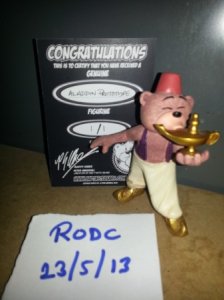 CONGRATULATIONS
THIS IS TO CERTIFY THAT YOU HAVE RECEIVED A
GENUINE
ALADDIN PROTOTYPE
FIGURINE
1/1
RODC
23/5/13